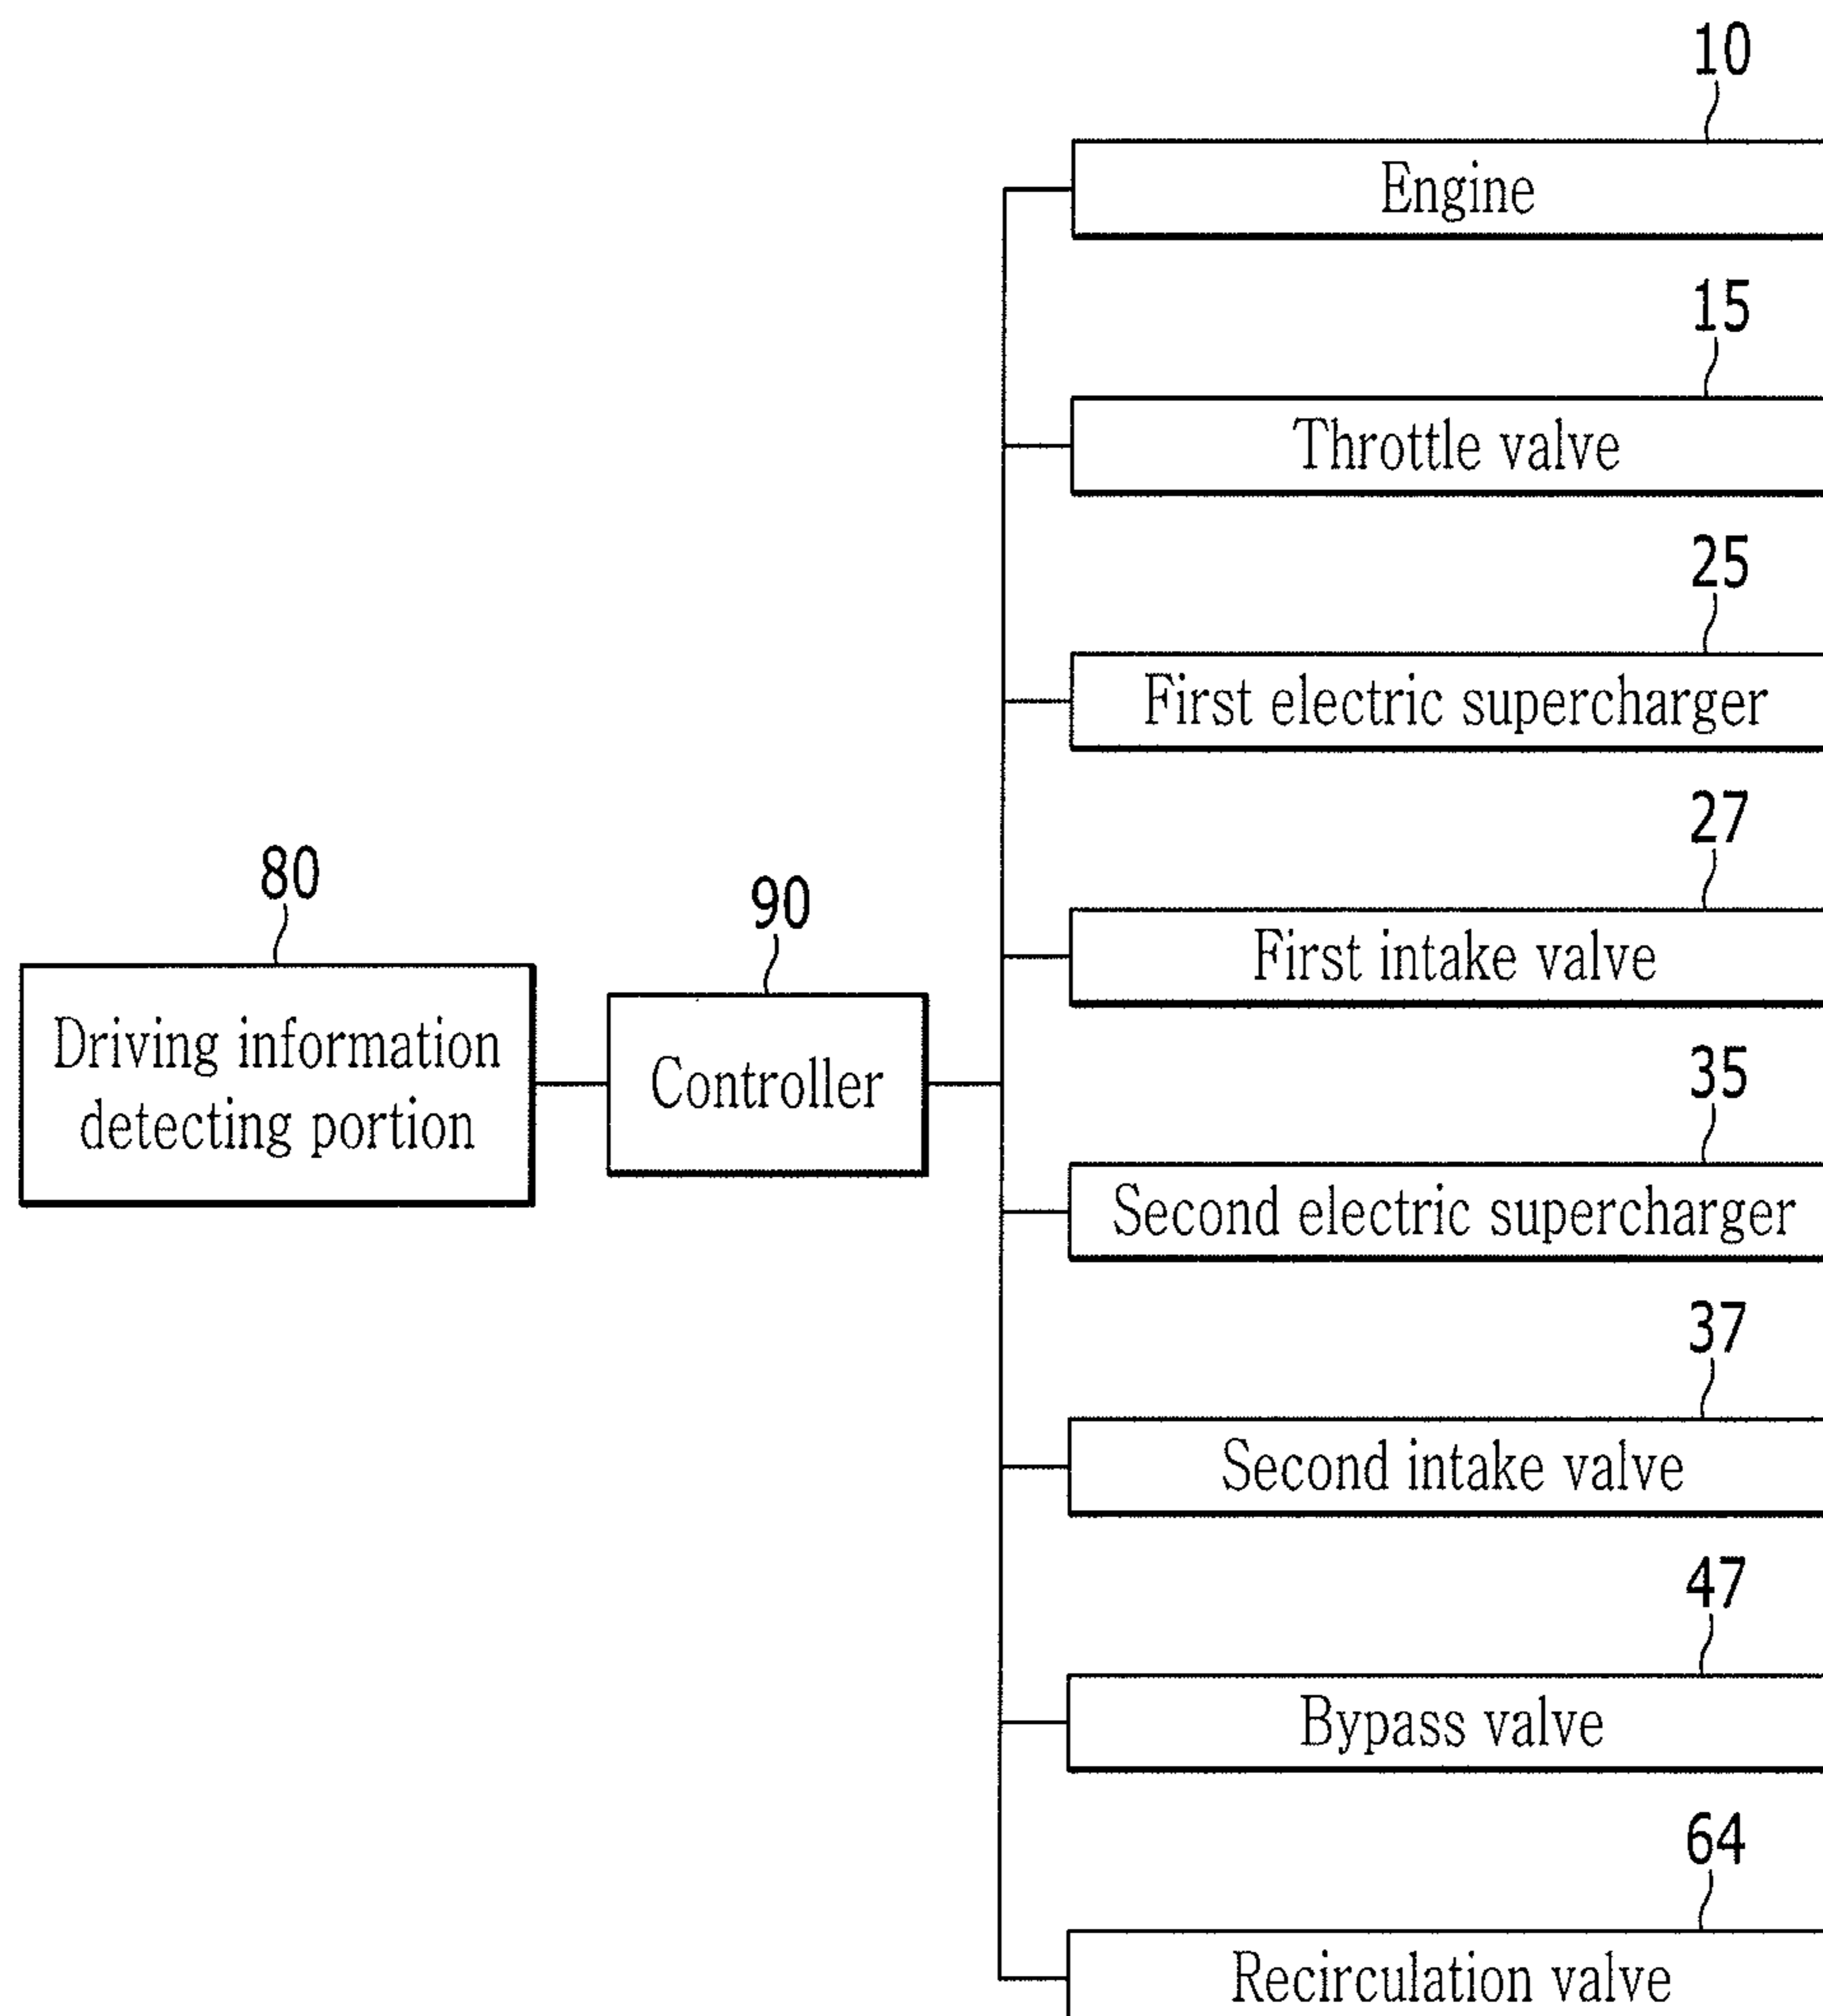 10
Engine
15
Throttle valve
25
First electric supercharger
27
First intake valve
80
Driving information
detecting portion
90
Controller
35
Second electric supercharger
37
Second intake valve
47
Bypass valve
64
Recirculation valve